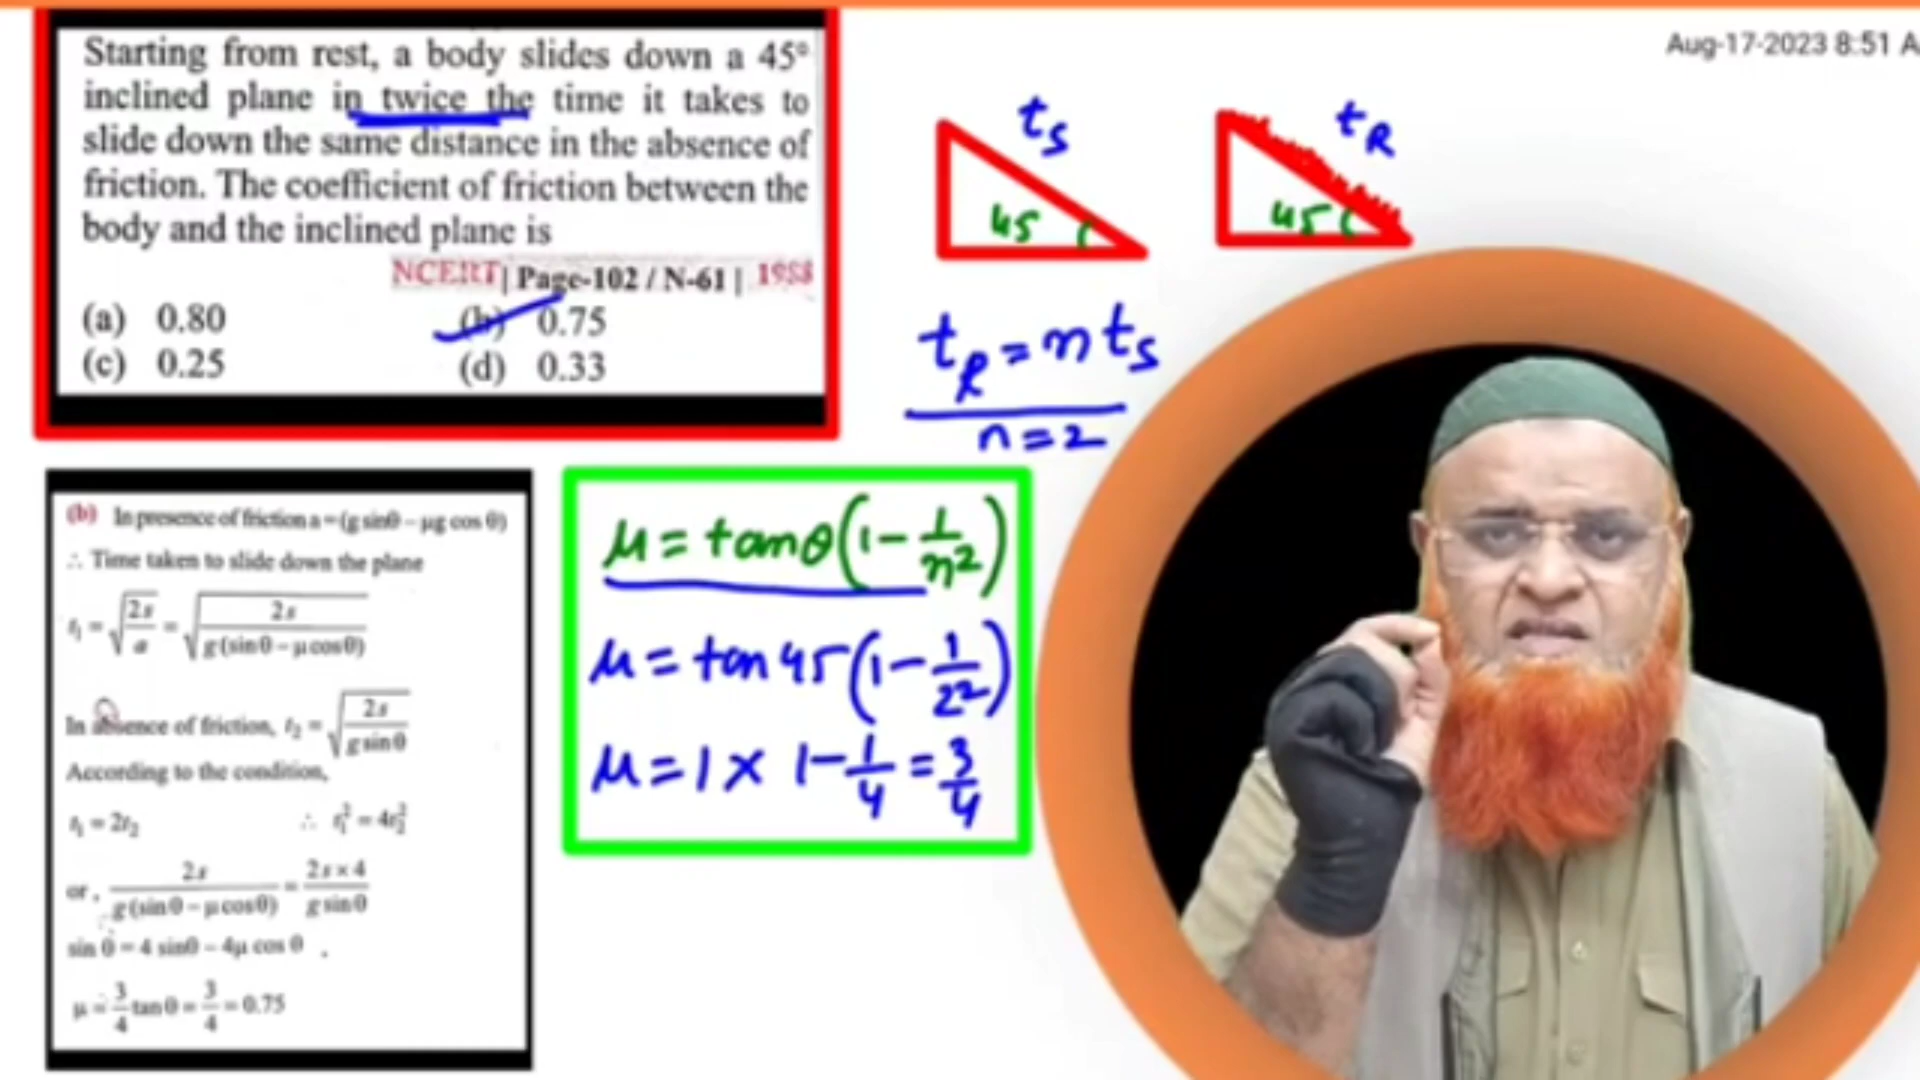 Aug-17-2023 8:51 A
Starting from rest, a body slides down a 45°
inclined plane in twice the time it takes to
slide down the same distance in the absence of
friction. The coefficient of friction between the
body and the inclined plane is
NCERT | Page-102 / N-61 | 1988
(a) 0.80 (b) 0.75
(c) 0.25 (d) 0.33
tS
45
tR
45
tR = n tS
n = 2
(b) In presence of friction a = (g sinθ – μg cos θ)
∴ Time taken to slide down the plane
t₁ = √(2s/a) = √(2s/g(sinθ – μ cosθ))
In absence of friction, t₂ = √(2s/g sinθ)
According to the condition,
t₁ = 2t₂ ∴ t₁² = 4t₂²
or, 2s/g(sinθ – μ cosθ) = 2s × 4/g sinθ
sin θ = 4 sinθ – 4μ cos θ
μ = 3/4 tan θ = 3/4 = 0.75
μ = tanθ(1 – 1/n²)
μ = tan 45(1 – 1/2²)
μ = 1 × 1 – 1/4 = 3/4